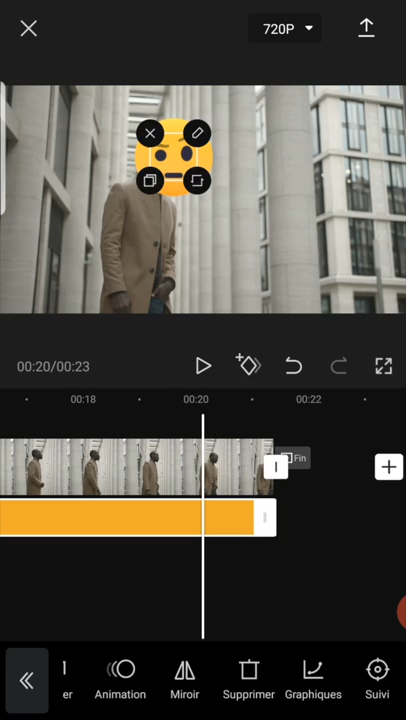 720P
00:20/00:23
00:18
00:20
00:22
Fin
er
Animation
Miroir
Supprimer
Graphiques
Suivi